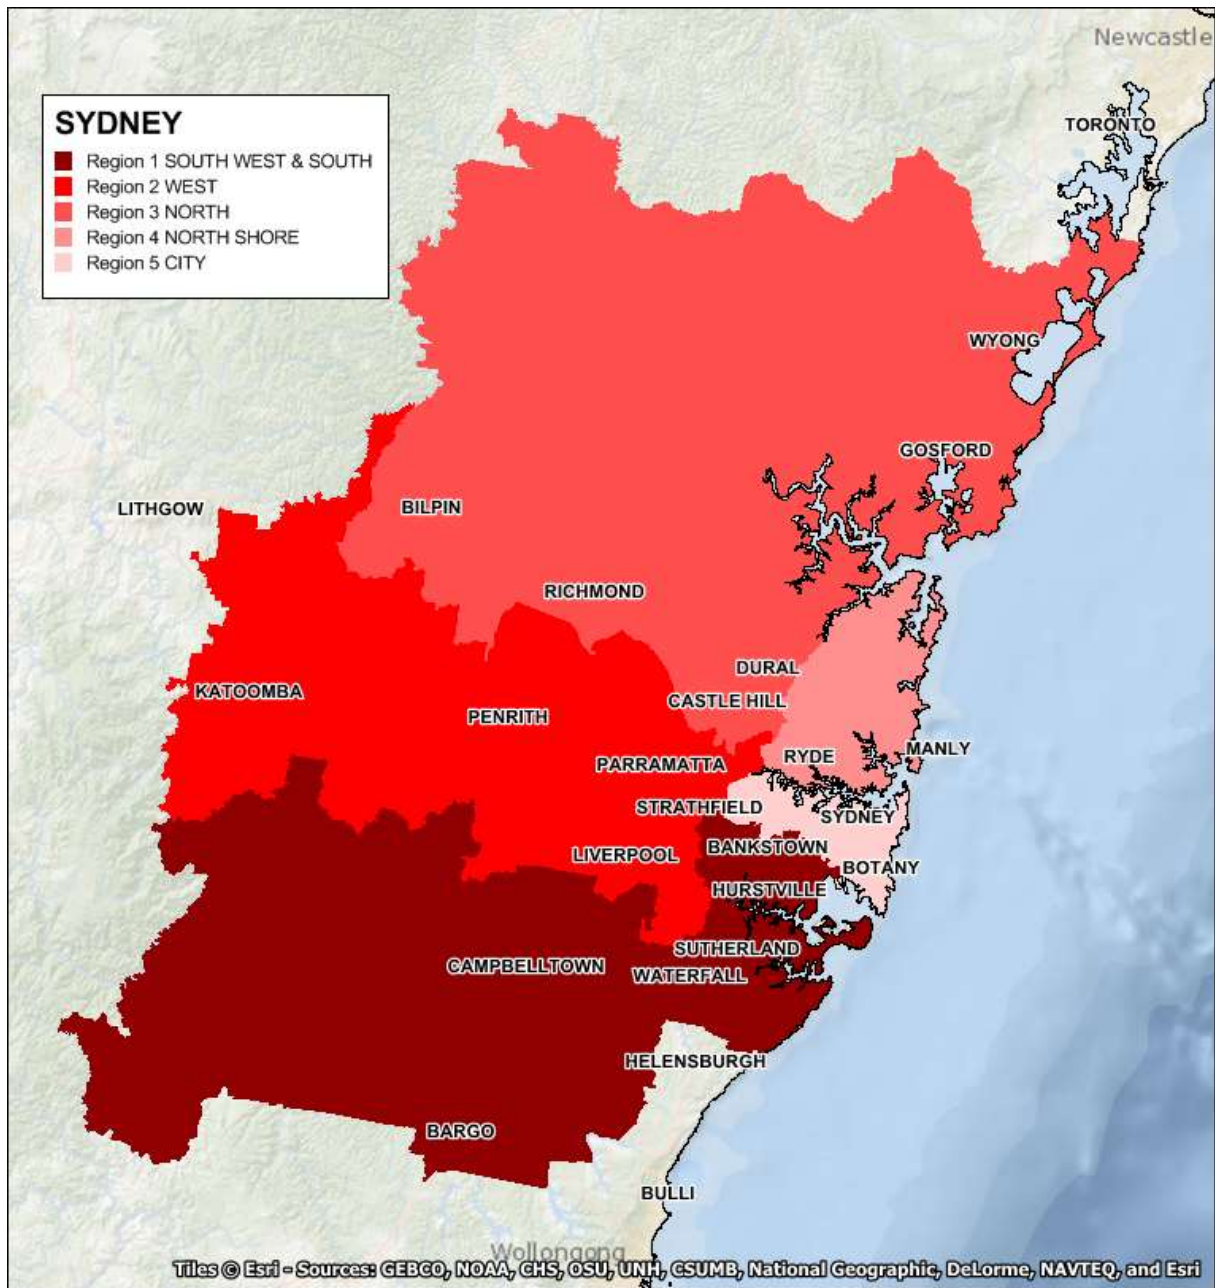 Newcastle
SYDNEY
Region 1 SOUTH WEST & SOUTH
Region 2 WEST
Region 3 NORTH
Region 4 NORTH SHORE
Region 5 CITY
TORONTO
WYONG
GOSFORD
LITHGOW
BILPIN
RICHMOND
DURAL
KATOOMBA
CASTLE HILL
PENRITH
MANLY
RYDE
PARRAMATTA
STRATHFIELD
SYDNEY
BANKSTOWN
LIVERPOOL
BOTANY
HURSTVILLE
SUTHERLAND
CAMPBELLTOWN
WATERFALL
HELENSBURGH
BARGO
BULLI
Wollongong
Tiles © Esri - Sources: GEBCO, NOAA, CHS, OSU, UNH, CSUMB, National Geographic, DeLorme, NAVTEQ, and Esri